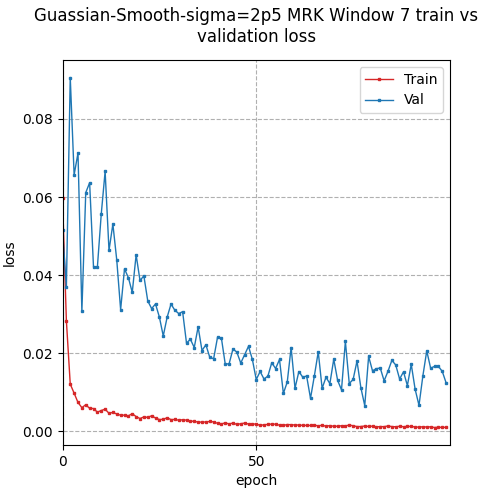 Guassian-Smooth-sigma=2p5 MRK Window 7 train vs
validation loss
Train
Val
0.08
0.06
0.04
0.02
0.00
loss
0
50
epoch